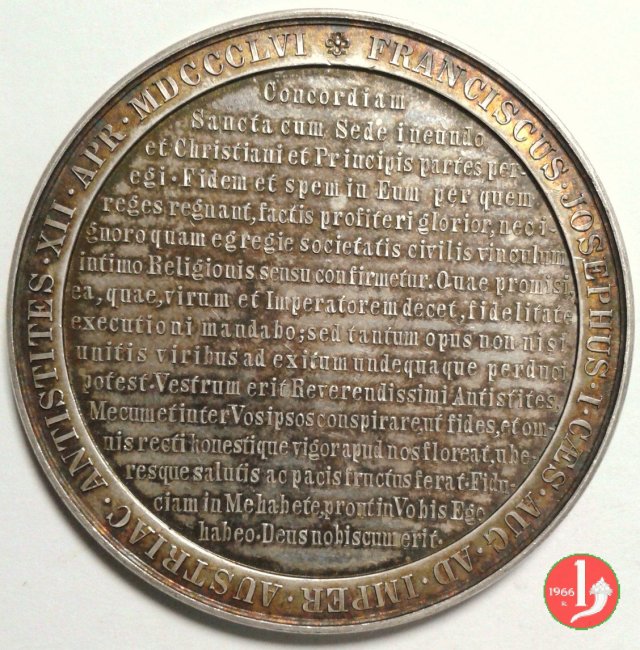 FRANCISCUS · JOSEPHUS · I · CÆS · AUG · AD · IMPER · AUSTRIAC · ANTISTITES · XII · APR · MDCCCLVI
Concordiam
Sancta cum Sede ineundo
et Christiani et Principis partes per-
egi · Fidem et spem in Eum per quem
reges regnant, factis profiteri glorior, nec i-
gnoro quam egregie societatis civilis vinculum
intimo Religionis sensu confirmetur. Quae promisi,
ea, quae, virum et Imperatorem decet, fidelitate
executioni mandabo; sed tantum opus non nisi
unitis viribus ad exitum undequaque perduci
potest · Vestrum erit Reverendissimi Antistites,
Mecum et inter Vos ipsos conspirare, ut fides, et om-
nis recti honestique vigor apud nos floreat, ube-
resque salutis ac pacis fructus ferat · Fidu-
ciam in Me habete, prout in Vobis Ego
habeo · Deus nobiscum erit ·
1966
R